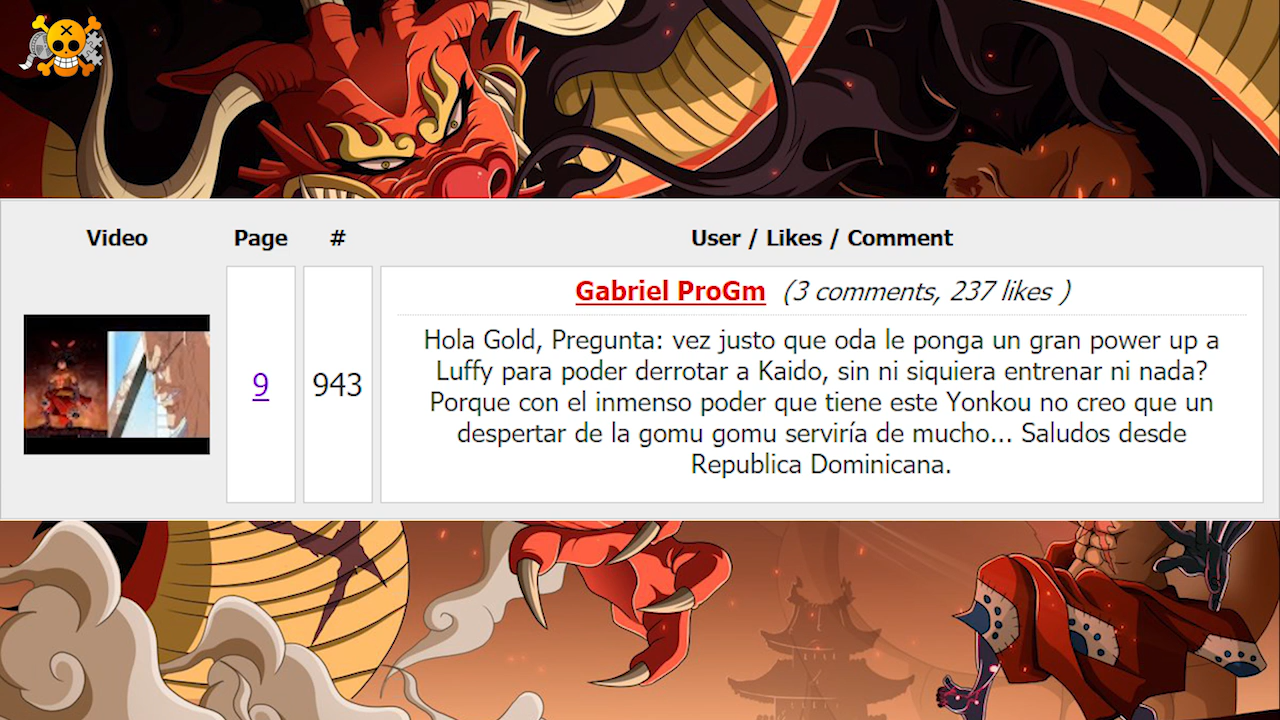 Video Page # User / Likes / Comment
Gabriel ProGm (3 comments, 237 likes )
9 943
Hola Gold, Pregunta: vez justo que oda le ponga un gran power up a
Luffy para poder derrotar a Kaido, sin ni siquiera entrenar ni nada?
Porque con el inmenso poder que tiene este Yonkou no creo que un
despertar de la gomu gomu serviría de mucho... Saludos desde
Republica Dominicana.